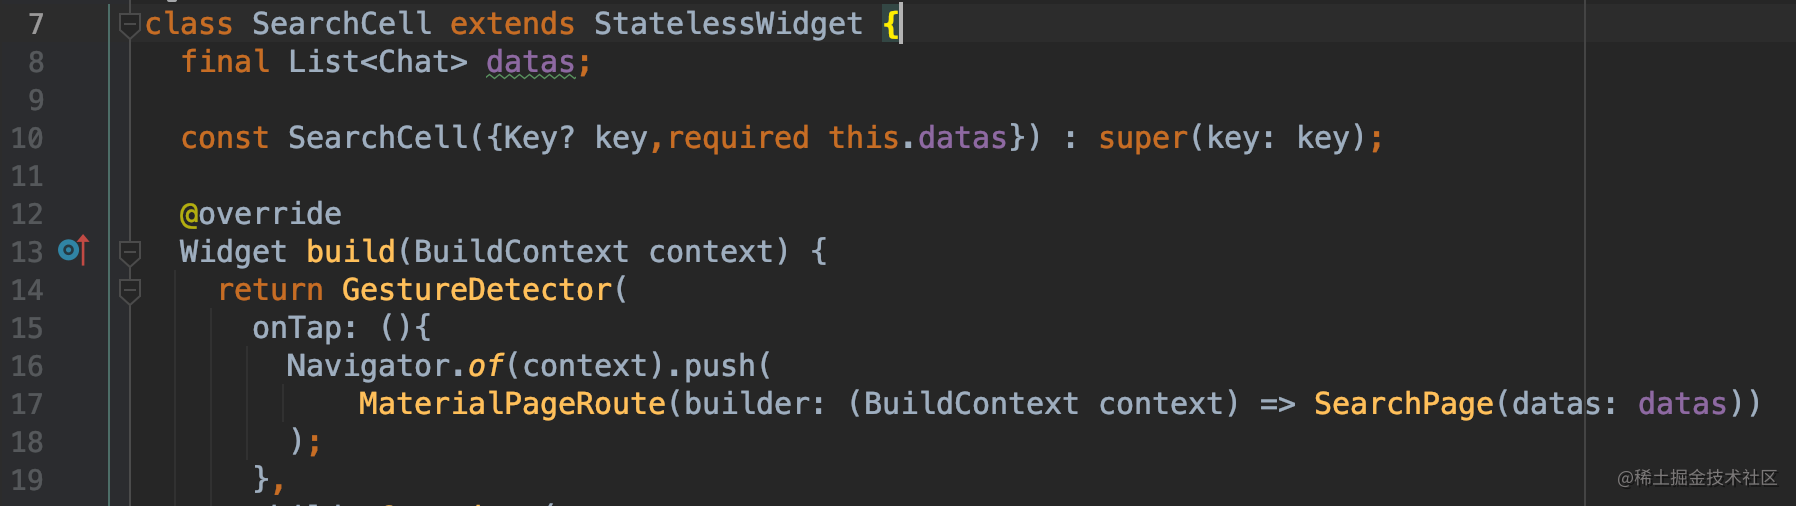 7 class SearchCell extends StatelessWidget {
8 final List<Chat> datas;
9
10 const SearchCell({Key? key,required this.datas}) : super(key: key);
11
12 @override
13 Widget build(BuildContext context) {
14 return GestureDetector(
15 onTap: (){
16 Navigator.of(context).push(
17 MaterialPageRoute(builder: (BuildContext context) => SearchPage(datas: datas))
18 );
19 },
@稀土掘金技术社区